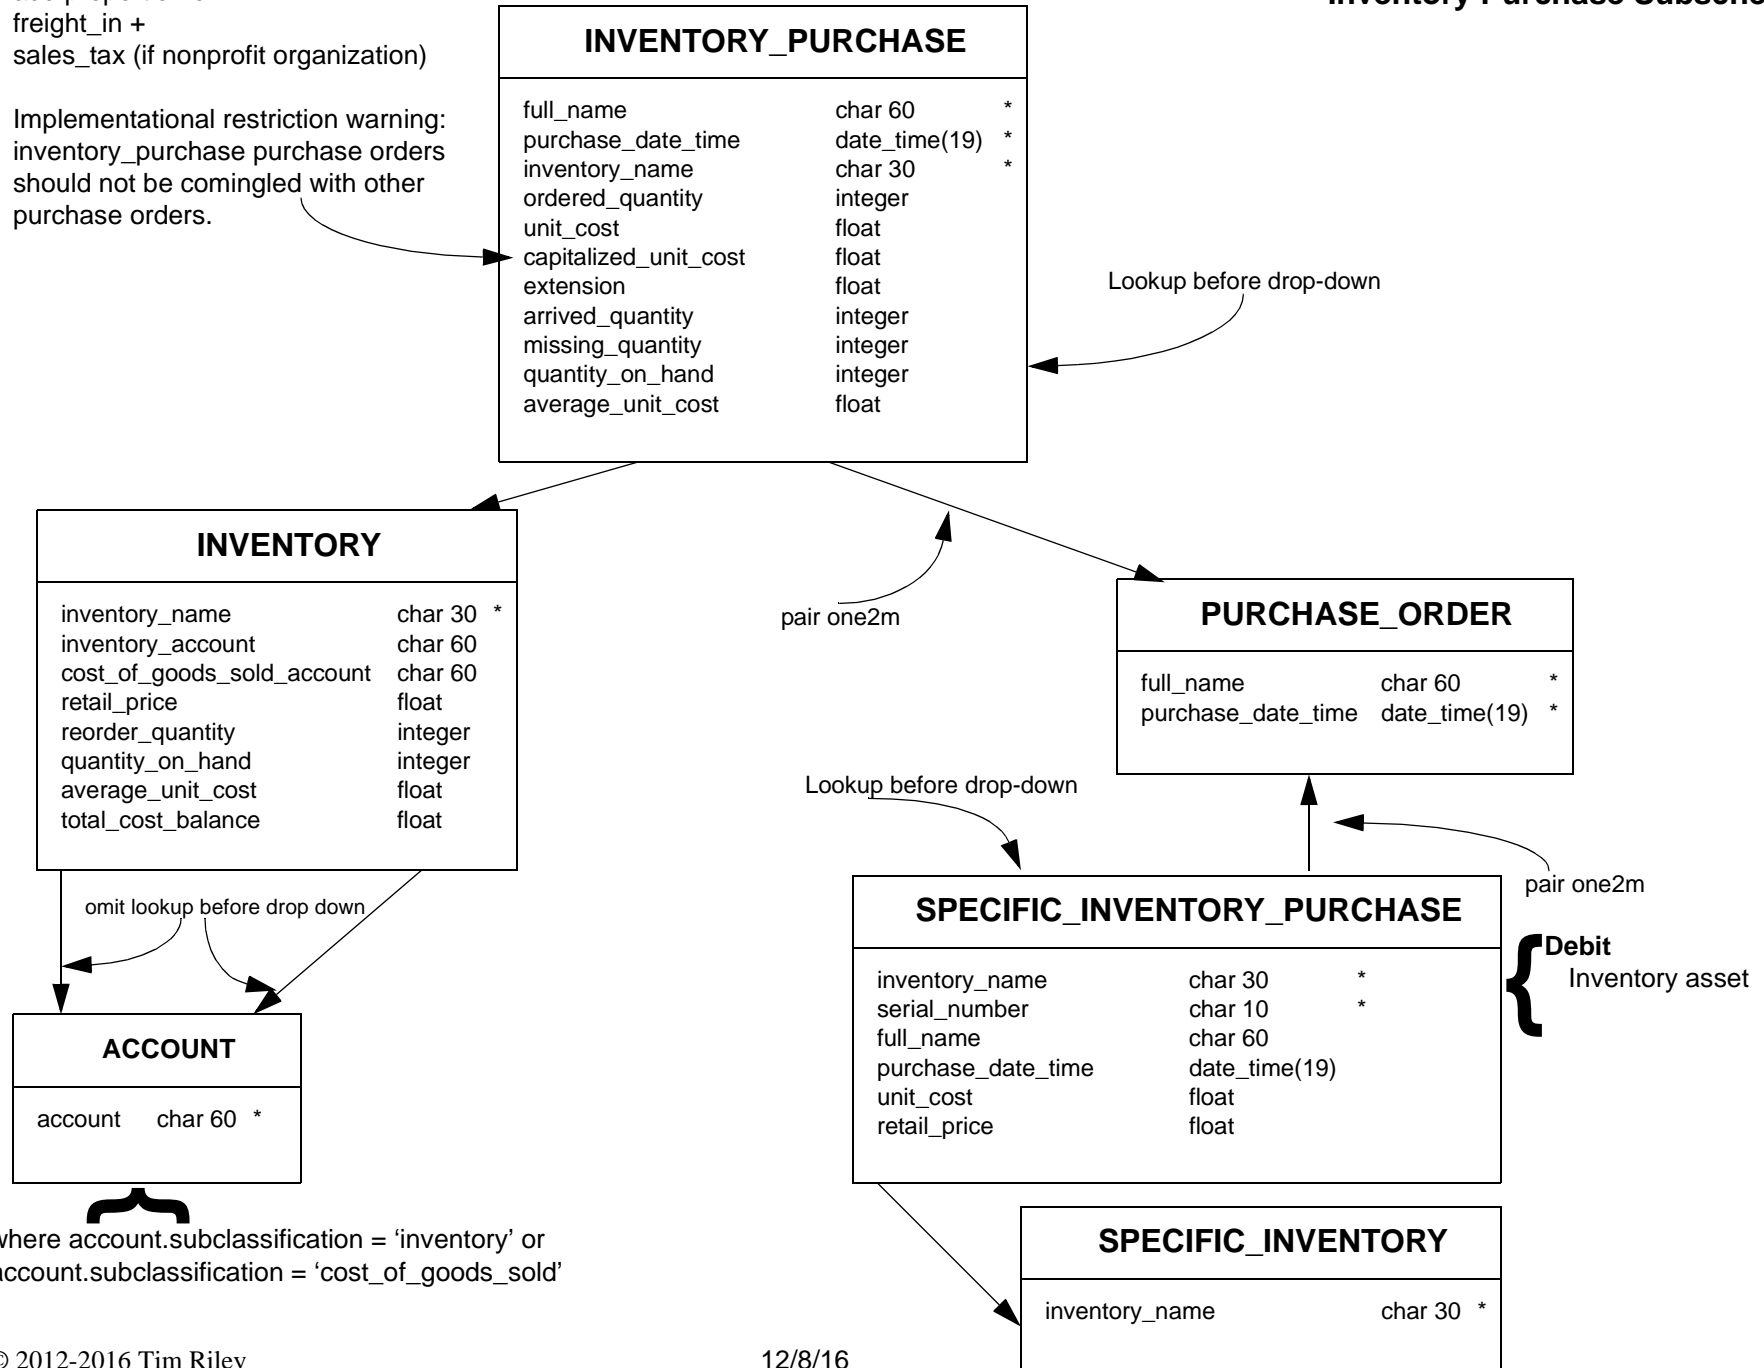 freight_in +
sales_tax (if nonprofit organization)
Implementational restriction warning:
inventory_purchase purchase orders
should not be comingled with other
purchase orders.
Inventory Purchase
INVENTORY_PURCHASE
full_name char 60 *
purchase_date_time date_time(19) *
inventory_name char 30 *
ordered_quantity integer
unit_cost float
capitalized_unit_cost float
extension float
arrived_quantity integer
missing_quantity integer
quantity_on_hand integer
average_unit_cost float
Lookup before drop-down
INVENTORY
inventory_name char 30 *
inventory_account char 60
cost_of_goods_sold_account char 60
retail_price float
reorder_quantity integer
quantity_on_hand integer
average_unit_cost float
total_cost_balance float
pair one2m
PURCHASE_ORDER
full_name char 60 *
purchase_date_time date_time(19) *
Lookup before drop-down
pair one2m
omit lookup before drop down
SPECIFIC_INVENTORY_PURCHASE
inventory_name char 30 *
serial_number char 10 *
full_name char 60
purchase_date_time date_time(19)
unit_cost float
retail_price float
{ Debit
Inventory asset
ACCOUNT
account char 60 *
{
where account.subclassification = ‘inventory’ or
account.subclassification = ‘cost_of_goods_sold’
SPECIFIC_INVENTORY
inventory_name char 30 *
© 2012-2016 Tim Riley
12/8/16